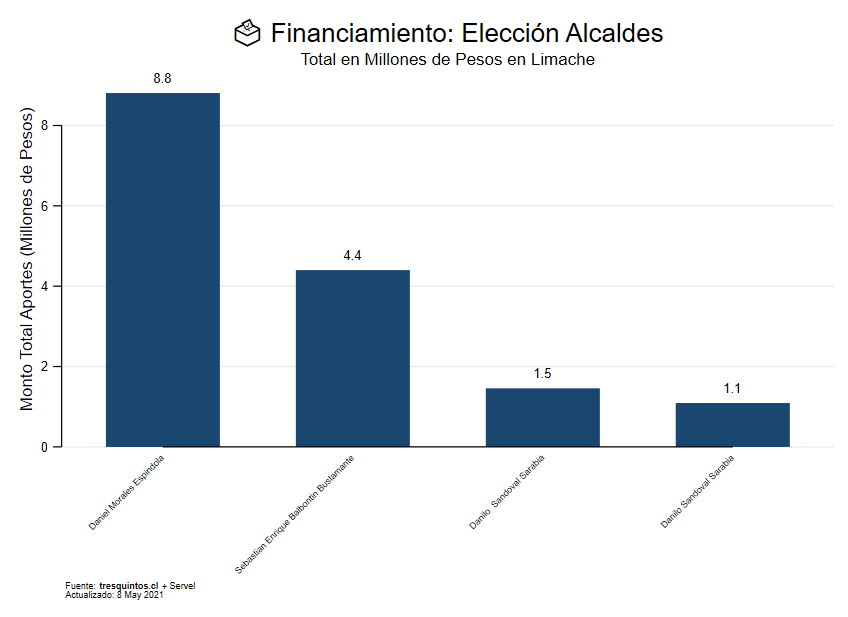 Financiamiento: Elección Alcaldes
Total en Millones de Pesos en Limache
Monto Total Aportes (Millones de Pesos)
8
6
4
2
0
8.8
4.4
1.5
1.1
Daniel Morales Espindola
Sebastian Enrique Balbontin Bustamante
Danilo  Sandoval Sarabia
Danilo Sandoval Sarabia
Fuente: tresquintos.cl + Servel
Actualizado: 8 May 2021